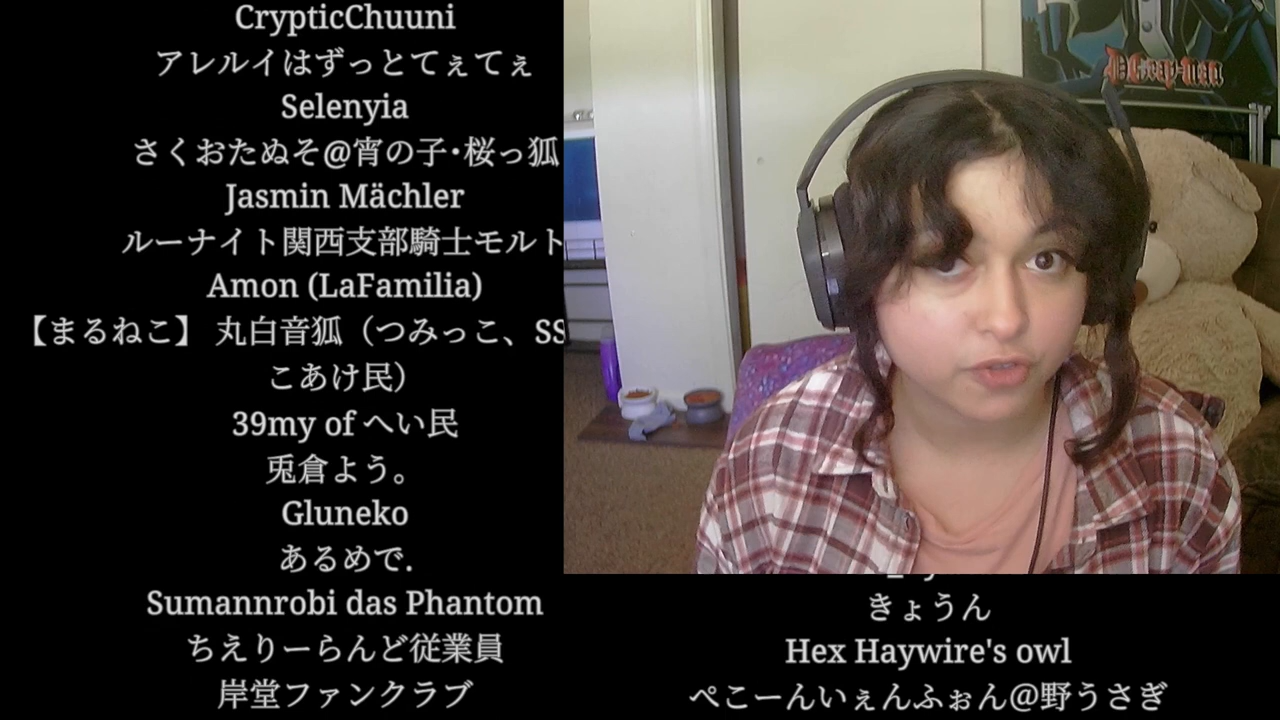 CrypticChuuni
アレルイはずっとてぇてぇ
Selenyia
さくおたぬそ@宵の子・桜っ狐
Jasmin Mächler
ルーナイト関西支部騎士モルト
Amon (LaFamilia)
【まるねこ】 丸白音狐（つみっこ、SS
こあけ民）
39my of へい民
兎倉よう。
Gluneko
あるめで.
Sumannrobi das Phantom
ちえりーらんど従業員
岸堂ファンクラブ
D.Gray-man
きょうん
Hex Haywire's owl
ぺこーんいぇんふぉん@野うさぎ